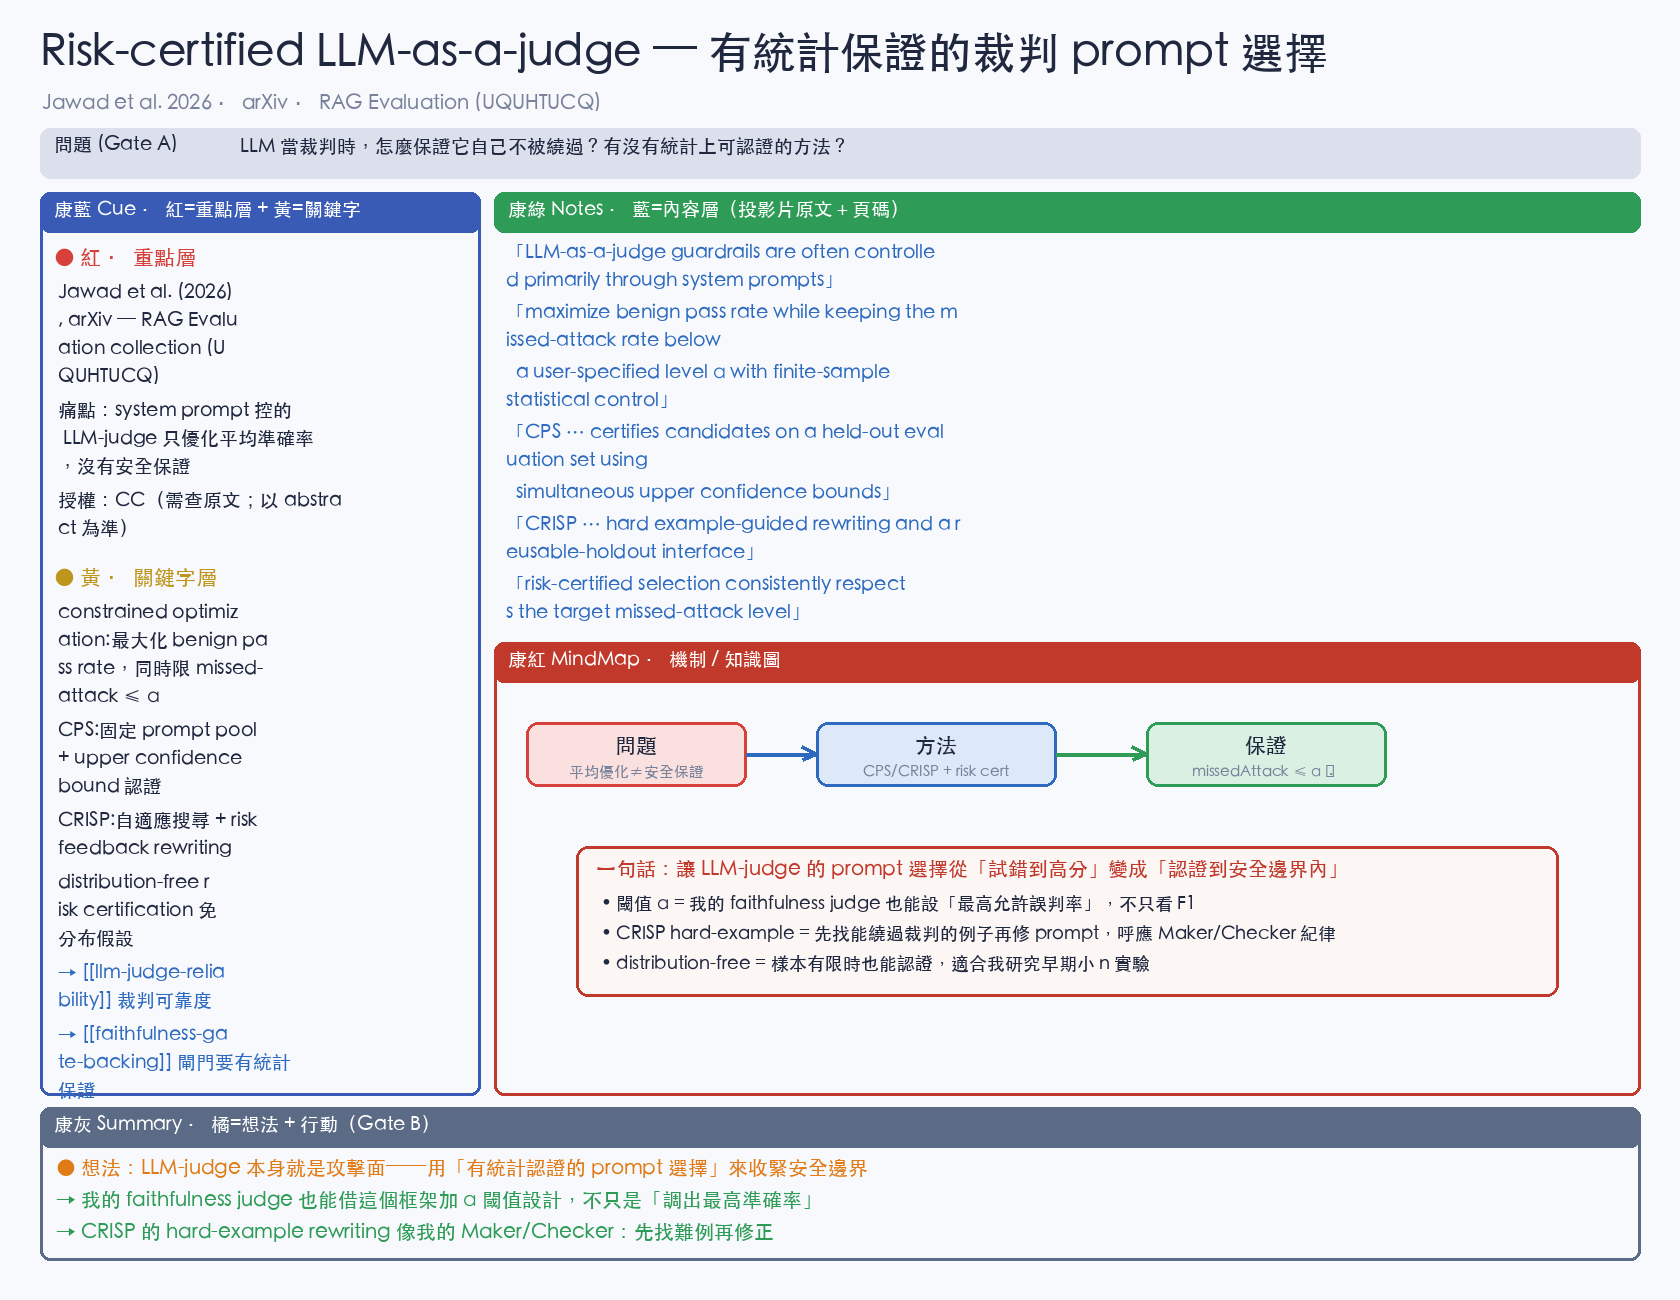 Risk-certified LLM-as-a-judge — 有統計保證的裁判 prompt 選擇
Jawad et al. 2026 · arXiv · RAG Evaluation (UQUHTUCQ)
問題 (Gate A) LLM 當裁判時，怎麼保證它自己不被繞過？有沒有統計上可認證的方法？
康藍 Cue · 紅=重點層 + 黃=關鍵字
● 紅 · 重點層
Jawad et al. (2026)
, arXiv — RAG Evalu
ation collection (U
QUHTUCQ)
痛點：system prompt 控的
LLM-judge 只優化平均準確率
，沒有安全保證
授權：CC（需查原文；以 abstra
ct 為準）
● 黃 · 關鍵字層
constrained optimiz
ation:最大化 benign pa
ss rate，同時限 missed-
attack ≤ α
CPS:固定 prompt pool
+ upper confidence
bound 認證
CRISP:自適應搜尋 + risk
feedback rewriting
distribution-free r
isk certification 免
分布假設
→ [[llm-judge-relia
bility]] 裁判可靠度
→ [[faithfulness-ga
te-backing]] 閘門要有統計
保證
康綠 Notes · 藍=內容層（投影片原文 + 頁碼）
「LLM-as-a-judge guardrails are often controlle
d primarily through system prompts」
「maximize benign pass rate while keeping the m
issed-attack rate below
a user-specified level α with finite-sample
statistical control」
「CPS … certifies candidates on a held-out eval
uation set using
simultaneous upper confidence bounds」
「CRISP … hard example-guided rewriting and a r
eusable-holdout interface」
「risk-certified selection consistently respect
s the target missed-attack level」
康紅 MindMap · 機制 / 知識圖
問題
平均優化≠安全保證
方法
CPS/CRISP + risk cert
保證
missedAttack ≤ α
一句話：讓 LLM-judge 的 prompt 選擇從「試錯到高分」變成「認證到安全邊界內」
• 閾值 α = 我的 faithfulness judge 也能設「最高允許誤判率」，不只看 F1
• CRISP hard-example = 先找能繞過裁判的例子再修 prompt，呼應 Maker/Checker 紀律
• distribution-free = 樣本有限時也能認證，適合我研究早期小 n 實驗
康灰 Summary · 橘=想法 + 行動（Gate B）
● 想法：LLM-judge 本身就是攻擊面——用「有統計認證的 prompt 選擇」來收緊安全邊界
→ 我的 faithfulness judge 也能借這個框架加 α 閾值設計，不只是「調出最高準確率」
→ CRISP 的 hard-example rewriting 像我的 Maker/Checker：先找難例再修正